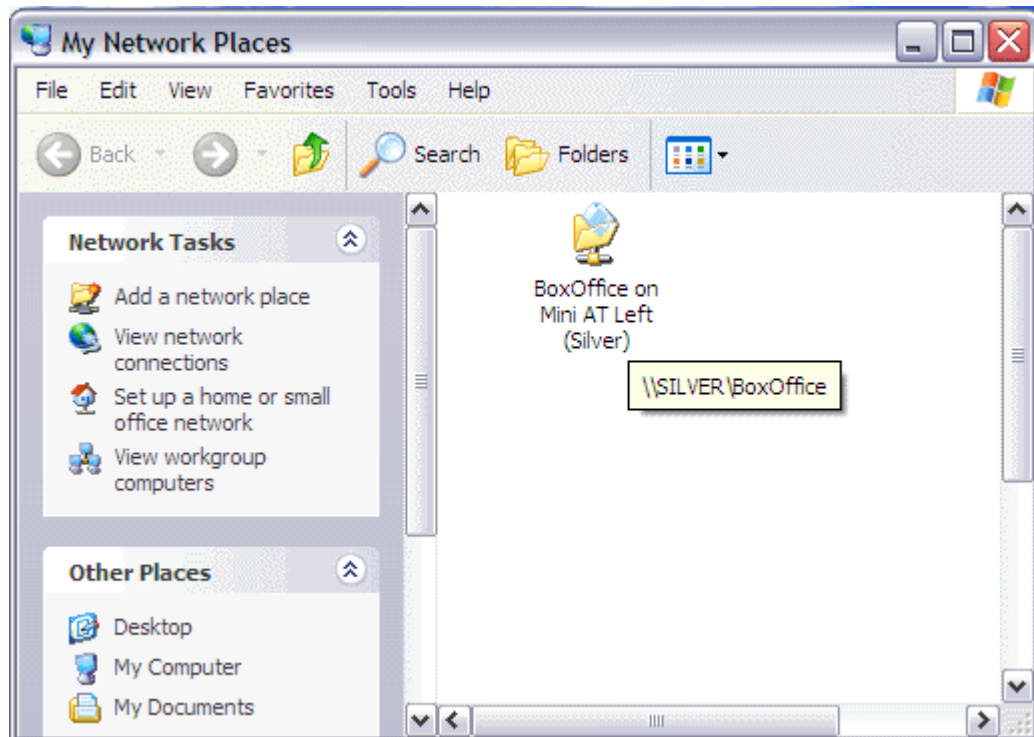 My Network Places
File Edit View Favorites Tools Help
Back Search Folders
Network Tasks
Add a network place
View network
connections
Set up a home or small
office network
View workgroup
computers
Other Places
Desktop
My Computer
My Documents
BoxOffice on
Mini AT Left
(Silver)
\\SILVER\BoxOffice